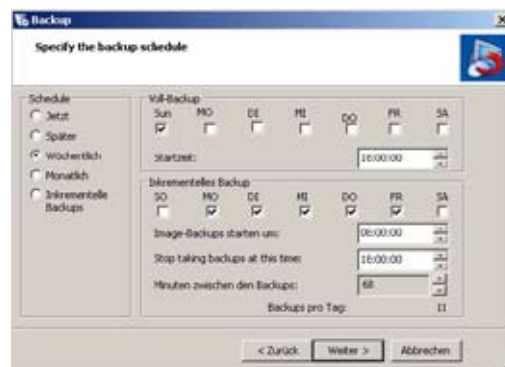 Backup
Specify the backup schedule
Schedule
Jetzt
Später
Wöchentlich
Monatlich
Inkrementelle
Backups
Voll-Backup
Sun MO DI MI DO FR SA
Startzeit: 16:00:00
Inkrementelles Backup
SO MO DI MI DO FR SA
Image-Backups starten um: 06:00:00
Stop taking backups at this time: 16:00:00
Minuten zwischen den Backups: 60
Backups pro Tag: 11
< Zurück Weiter > Abbrechen